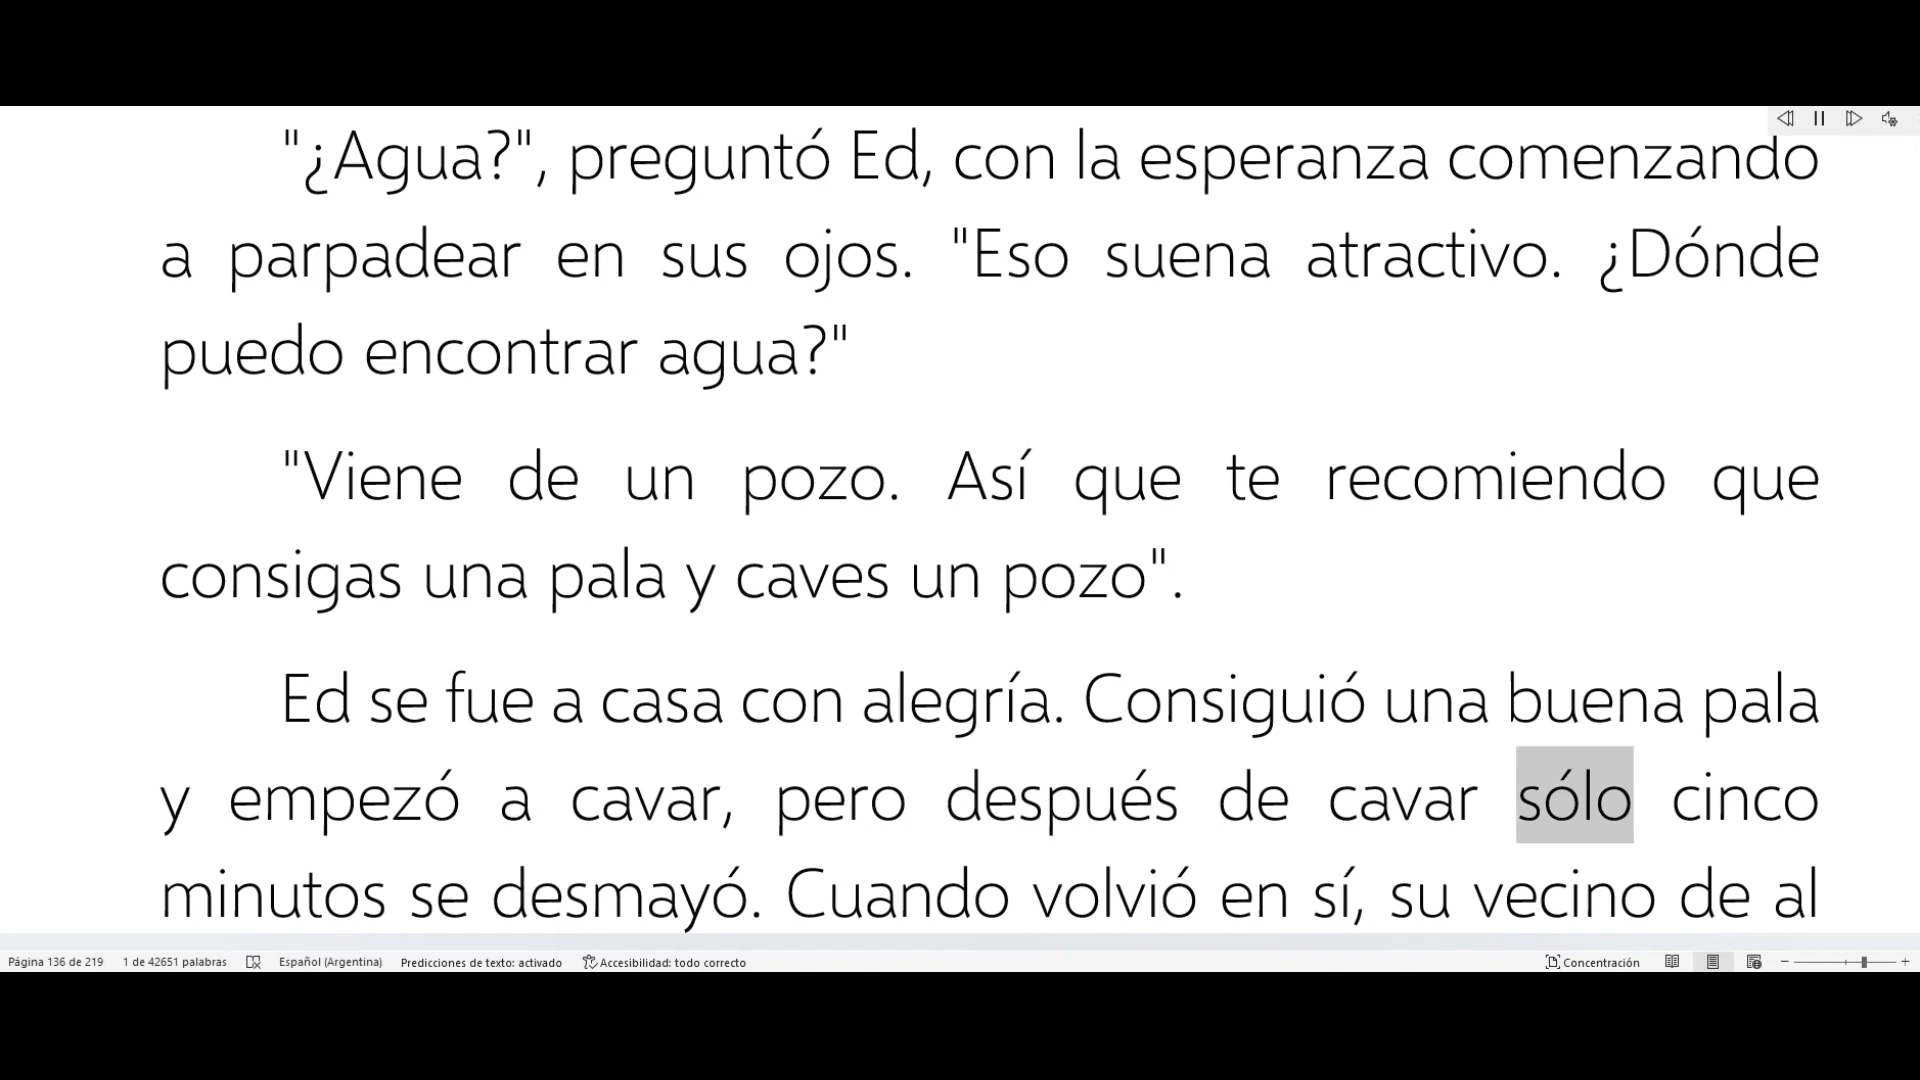 "¿Agua?", preguntó Ed, con la esperanza comenzando
a parpadear en sus ojos. "Eso suena atractivo. ¿Dónde
puedo encontrar agua?"
"Viene de un pozo. Así que te recomiendo que
consigas una pala y caves un pozo".
Ed se fue a casa con alegría. Consiguió una buena pala
y empezó a cavar, pero después de cavar sólo cinco
minutos se desmayó. Cuando volvió en sí, su vecino de al
Página 136 de 219 1 de 42651 palabras Español (Argentina) Predicciones de texto: activado Accesibilidad: todo correcto Concentración